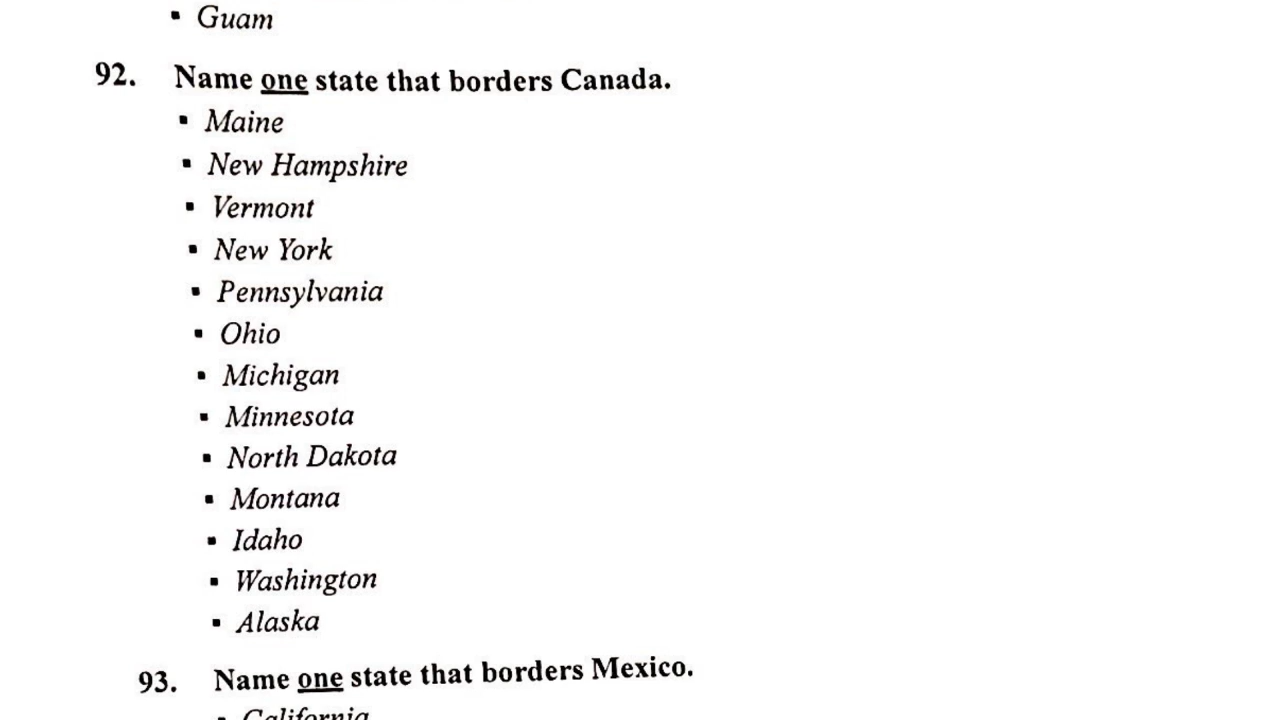 ▪ Guam
92. Name one state that borders Canada.
▪ Maine
▪ New Hampshire
▪ Vermont
▪ New York
▪ Pennsylvania
▪ Ohio
▪ Michigan
▪ Minnesota
▪ North Dakota
▪ Montana
▪ Idaho
▪ Washington
▪ Alaska
93. Name one state that borders Mexico.
▪ California